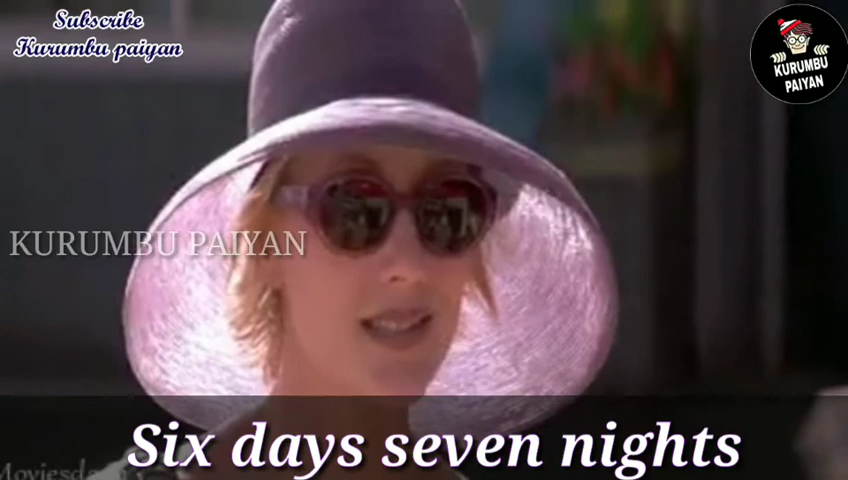 Subscribe
Kurumbu paiyan
KURUMBU
PAIYAN
KURUMBU PAIYAN
Six days seven nights